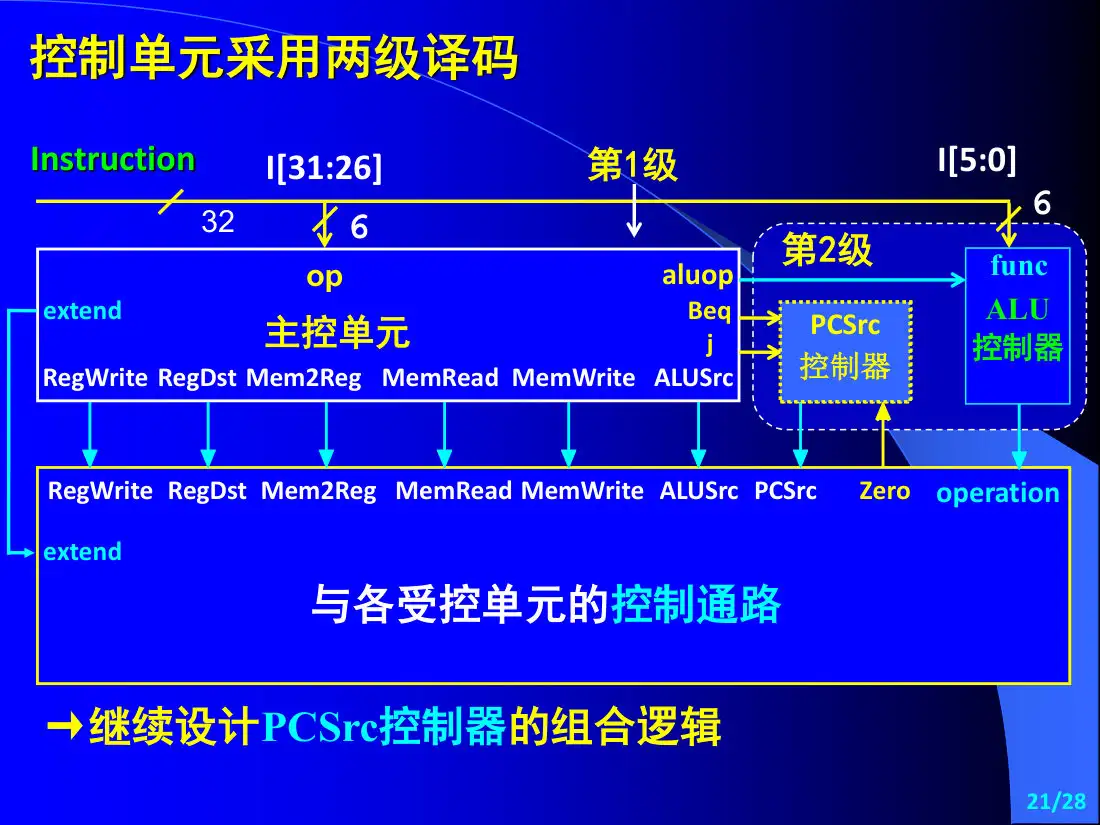 控制单元采用两级译码
Instruction
I[31:26]
第1级
I[5:0]
32
6
6
第2级
op
aluop
func
extend
Beq
PCSrc
ALU
主控单元
j
控制器
控制器
RegWrite RegDst Mem2Reg MemRead MemWrite ALUSrc
RegWrite RegDst Mem2Reg MemRead MemWrite ALUSrc PCSrc Zero operation
extend
与各受控单元的控制通路
➞继续设计PCSrc控制器的组合逻辑
21/28